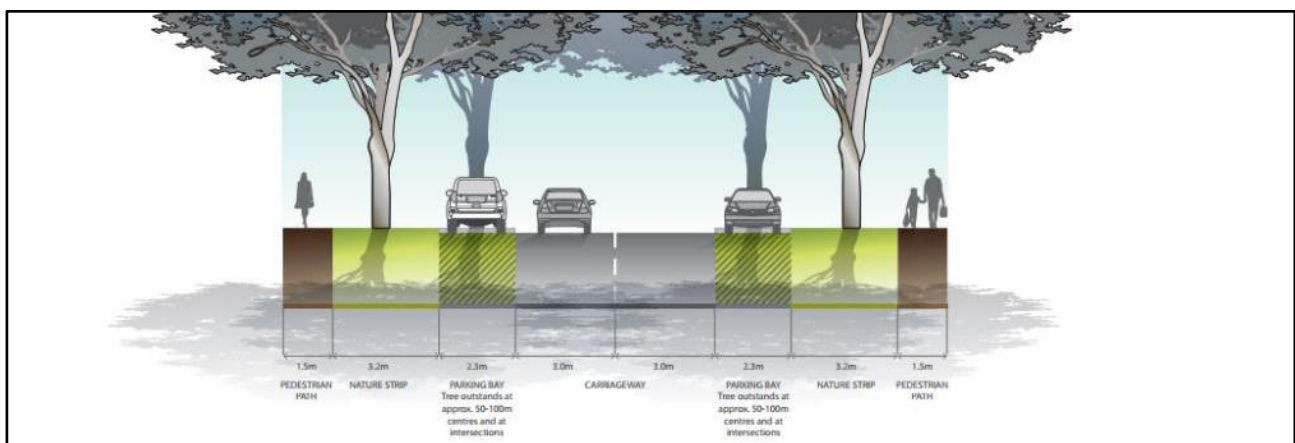 1.5m 3.2m 2.3m 3.0m 3.0m 2.3m 3.2m 1.5m
PEDESTRIAN
PATH
NATURE STRIP
PARKING BAY
Tree outstands at
approx. 50-100m
centres and at
intersections
CARRIAGEWAY
PARKING BAY
Tree outstands at
approx. 50-100m
centres and at
intersections
NATURE STRIP
PEDESTRIAN
PATH